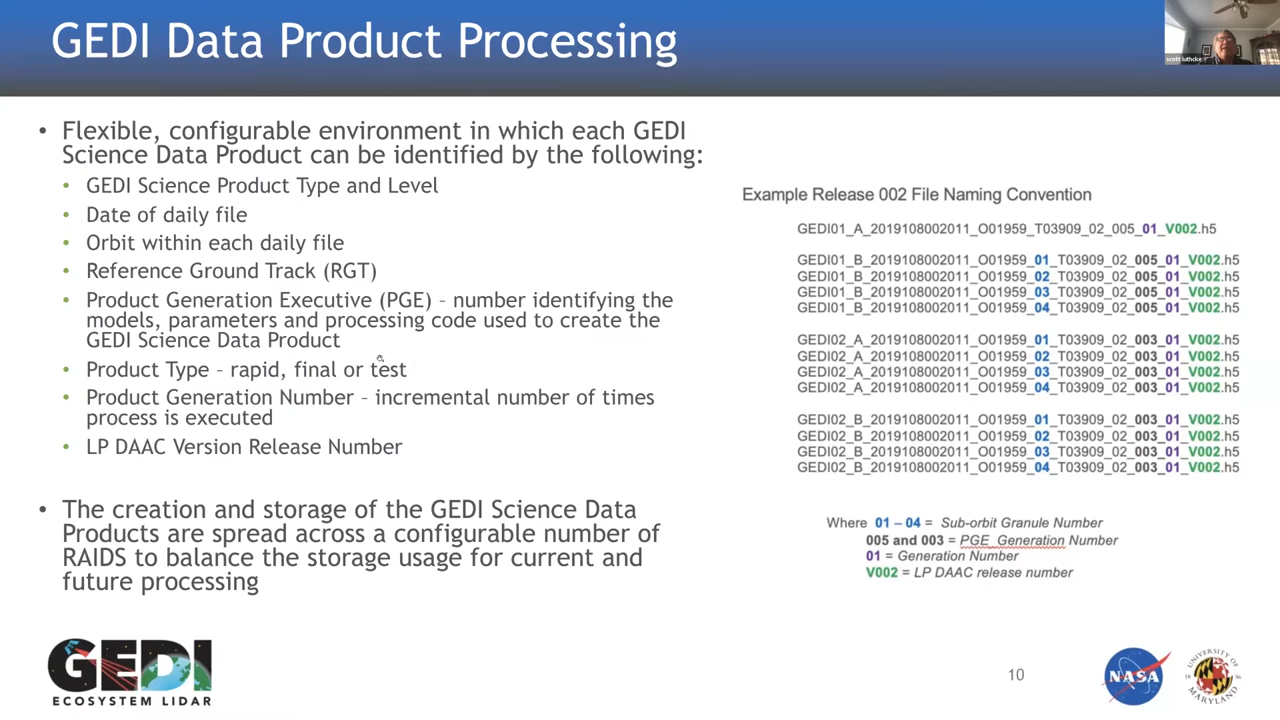 GEDI Data Product Processing
scott luthcke
• Flexible, configurable environment in which each GEDI
Science Data Product can be identified by the following:
• GEDI Science Product Type and Level
• Date of daily file
• Orbit within each daily file
• Reference Ground Track (RGT)
• Product Generation Executive (PGE) – number identifying the
models, parameters and processing code used to create the
GEDI Science Data Product
• Product Type – rapid, final or test
• Product Generation Number – incremental number of times
process is executed
• LP DAAC Version Release Number
• The creation and storage of the GEDI Science Data
Products are spread across a configurable number of
RAIDS to balance the storage usage for current and
future processing
Example Release 002 File Naming Convention
GEDI01_A_2019108002011_O01959_T03909_02_005_01_V002.h5
GEDI01_B_2019108002011_O01959_01_T03909_02_005_01_V002.h5
GEDI01_B_2019108002011_O01959_02_T03909_02_005_01_V002.h5
GEDI01_B_2019108002011_O01959_03_T03909_02_005_01_V002.h5
GEDI01_B_2019108002011_O01959_04_T03909_02_005_01_V002.h5
GEDI02_A_2019108002011_O01959_01_T03909_02_003_01_V002.h5
GEDI02_A_2019108002011_O01959_02_T03909_02_003_01_V002.h5
GEDI02_A_2019108002011_O01959_03_T03909_02_003_01_V002.h5
GEDI02_A_2019108002011_O01959_04_T03909_02_003_01_V002.h5
GEDI02_B_2019108002011_O01959_01_T03909_02_003_01_V002.h5
GEDI02_B_2019108002011_O01959_02_T03909_02_003_01_V002.h5
GEDI02_B_2019108002011_O01959_03_T03909_02_003_01_V002.h5
GEDI02_B_2019108002011_O01959_04_T03909_02_003_01_V002.h5
Where 01 – 04 = Sub-orbit Granule Number
005 and 003 = PGE_Generation Number
01 = Generation Number
V002 = LP DAAC release number
GEDI
ECOSYSTEM LIDAR
10
NASA
UNIVERSITY OF
18 56
MARYLAND